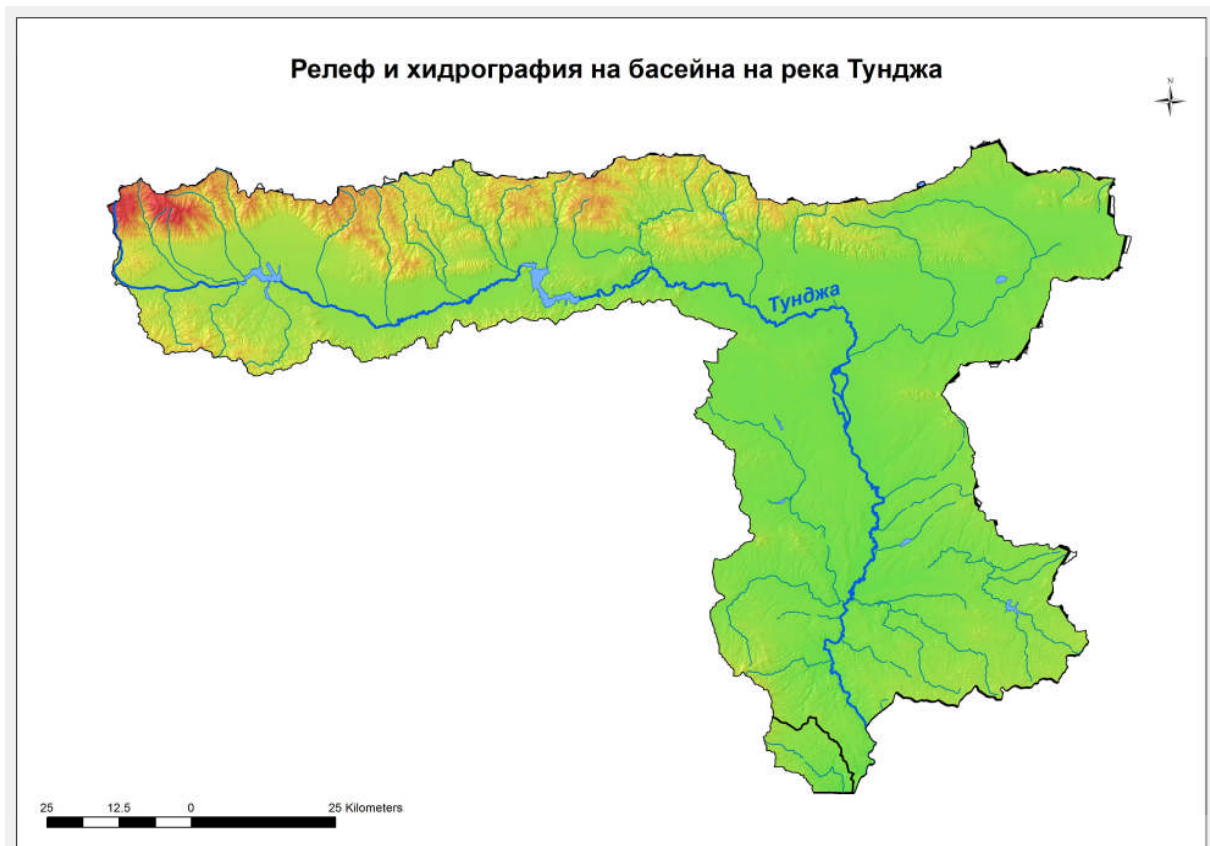 Релеф и хидрография на басейна на река Тунджа
N
Тунджа
25 12.5 0 25 Kilometers